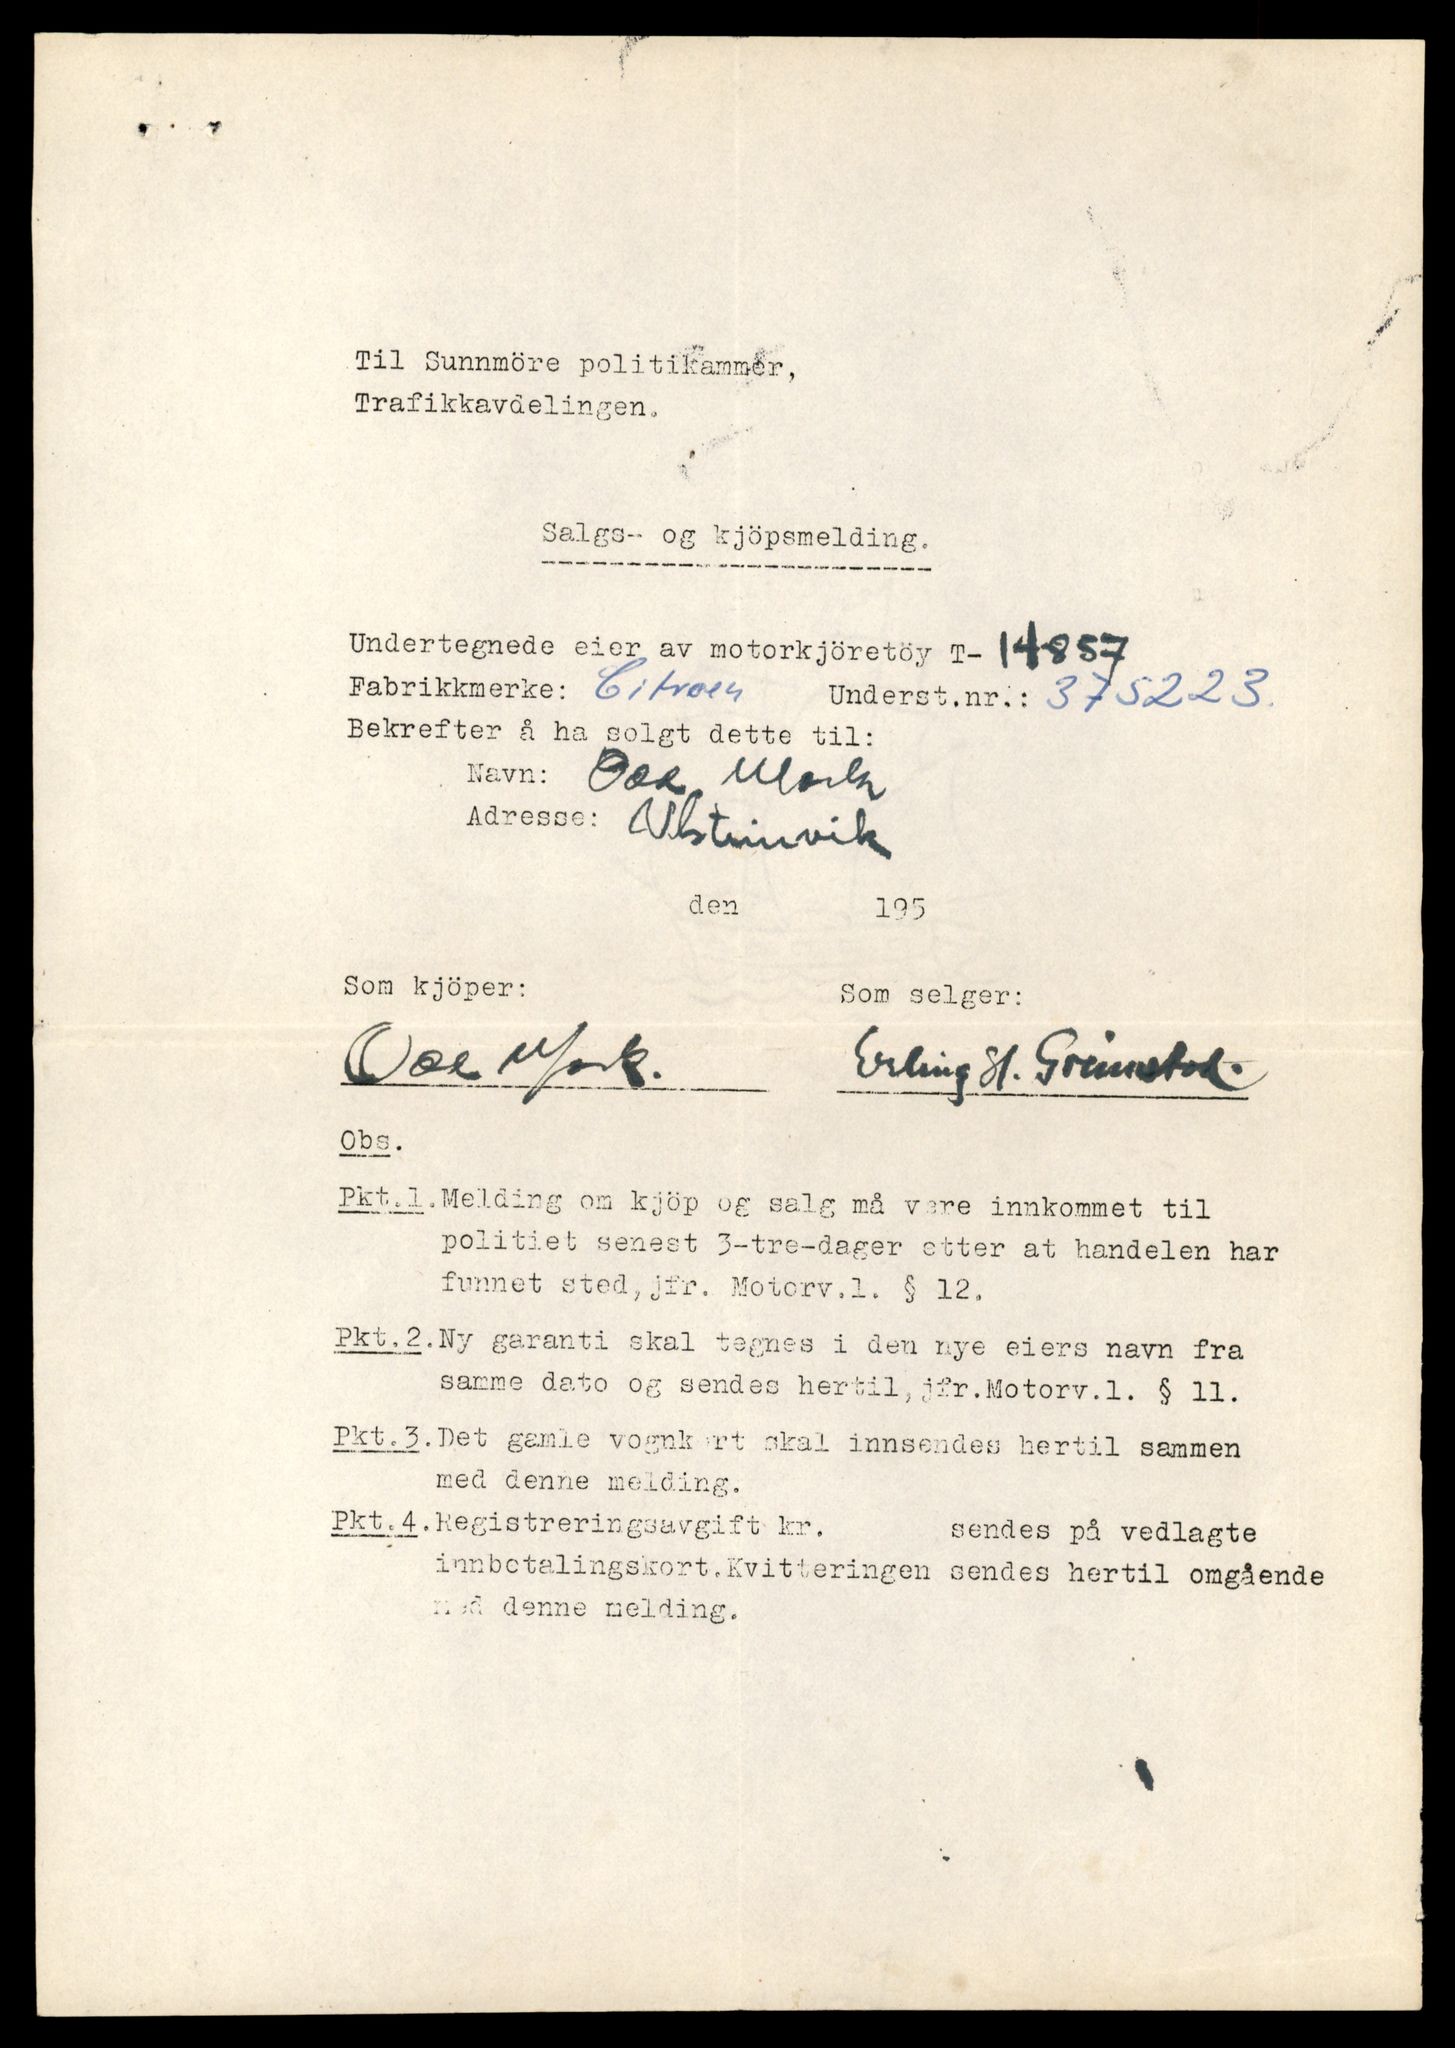 Til Sunnmöre politikammer,
Trafikkavdelingen.
Salgs- og kjöpsmelding.
Undertegnede eier av motorkjöretöy T- 14857
Fabrikkmerke: Citroen Underst.nr.: 375223.
Bekrefter å ha solgt dette til:
Navn: Mork
Adresse: Ulsteinvik
den 195
Som kjöper: Som selger:
Mork. Erling H. Grimstad.
Obs.
Pkt.1. Melding om kjöp og salg må være innkommet til
politiet senest 3-tre-dager etter at handelen har
funnet sted, jfr. Motorv.l. § 12.
Pkt.2. Ny garanti skal tegnes i den nye eiers navn fra
samme dato og sendes hertil, jfr.Motorv.l. § 11.
Pkt.3. Det gamle vognkort skal innsendes hertil sammen
med denne melding.
Pkt.4. Registreringsavgift kr. sendes på vedlagte
innbetalingskort.Kvitteringen sendes hertil omgående
med denne melding.